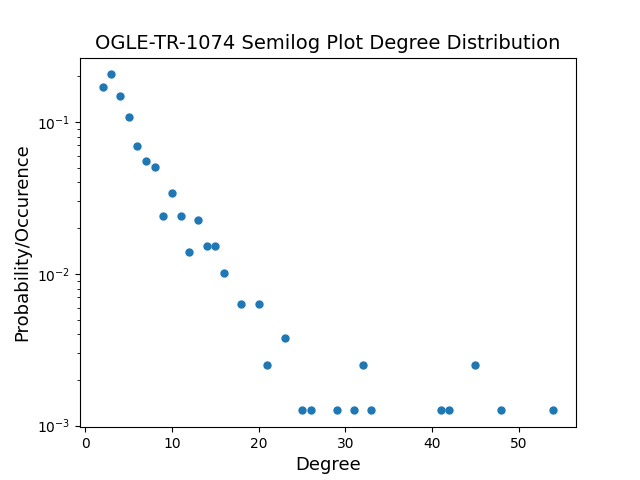 OGLE-TR-1074 Semilog Plot Degree Distribution
Probability/Occurence
10⁻¹
10⁻²
10⁻³
0 10 20 30 40 50
Degree